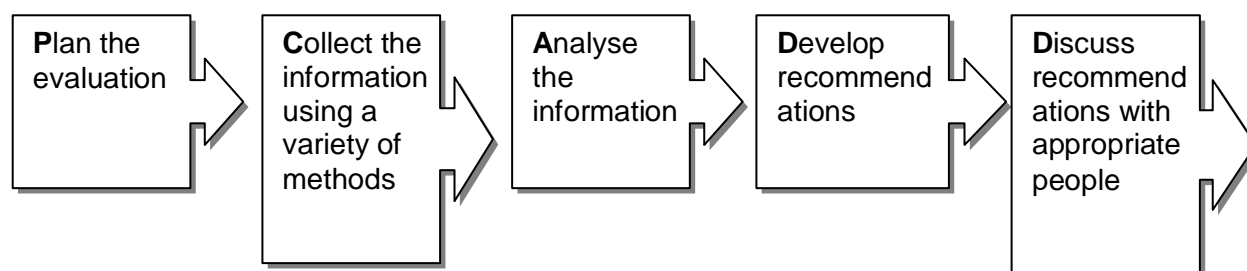 Plan the
evaluation
Collect the
information
using a
variety of
methods
Analyse
the
information
Develop
recommend
ations
Discuss
recommend
ations with
appropriate
people